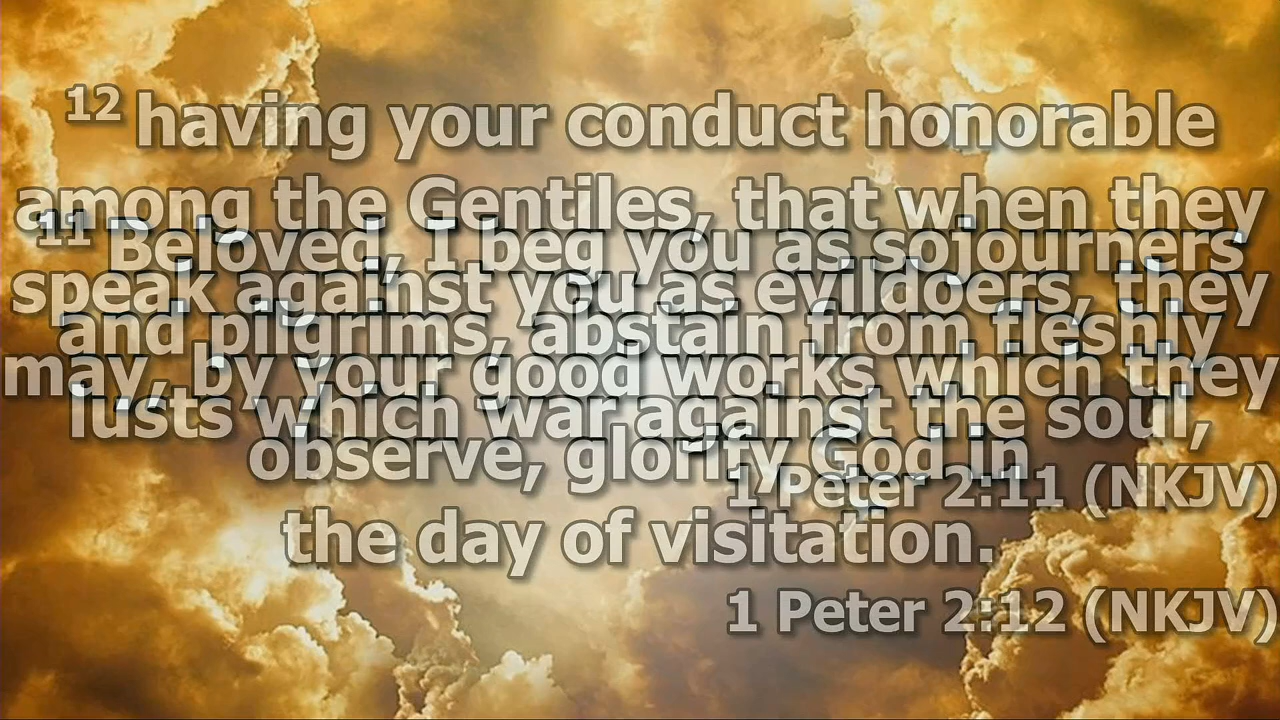 12 having your conduct honorable
among the Gentiles, that when they
speak against you as evildoers, they
may, by your good works which they
observe, glorify God in
the day of visitation.
1 Peter 2:12 (NKJV)
11 Beloved, I beg you as sojourners
and pilgrims, abstain from fleshly
lusts which war against the soul,
1 Peter 2:11 (NKJV)